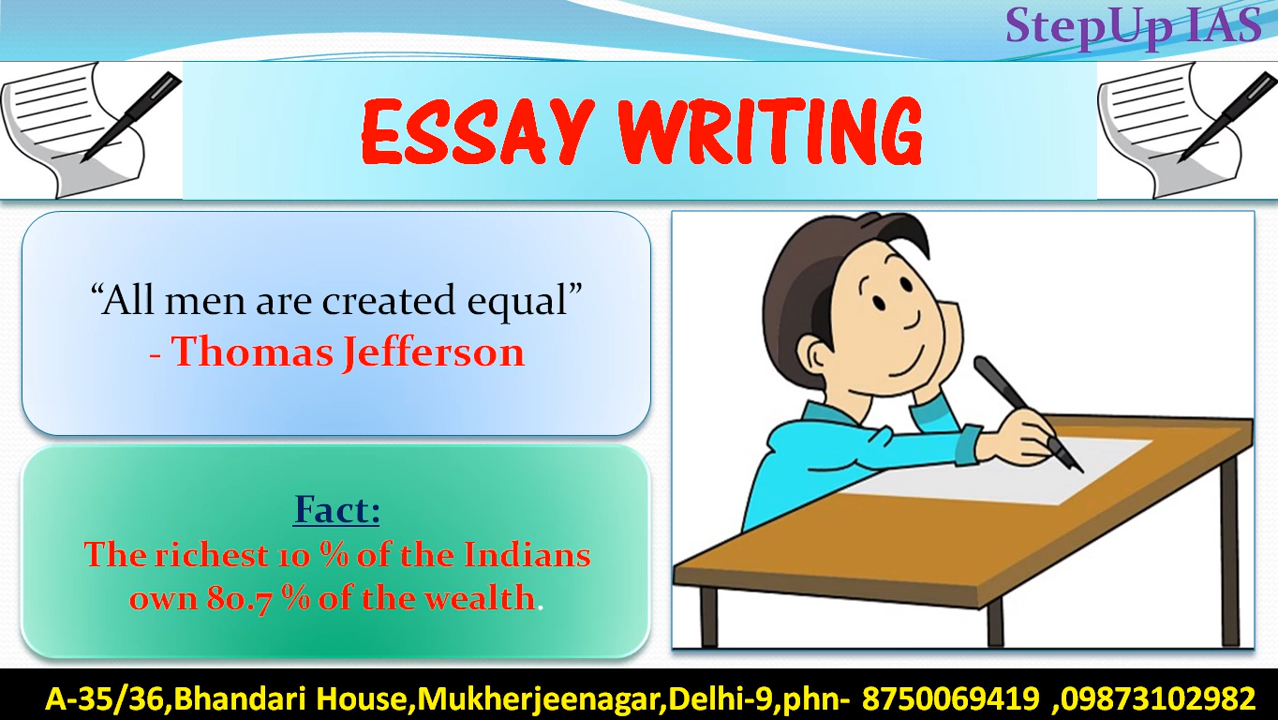 StepUp IAS
ESSAY WRITING
“All men are created equal”
- Thomas Jefferson
Fact:
The richest 10 % of the Indians
own 80.7 % of the wealth.
A-35/36,Bhandari House,Mukherjeenagar,Delhi-9,phn- 8750069419 ,09873102982